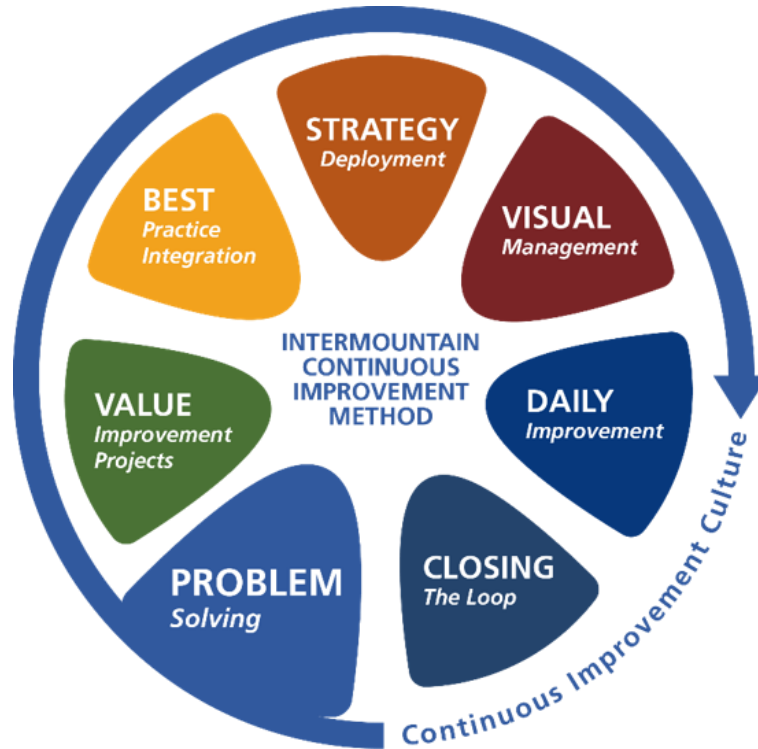 STRATEGY
Deployment
VISUAL
Management
DAILY
Improvement
CLOSING
The Loop
PROBLEM
Solving
VALUE
Improvement
Projects
BEST
Practice
Integration
INTERMOUNTAIN
CONTINUOUS
IMPROVEMENT
METHOD
Continuous Improvement Culture